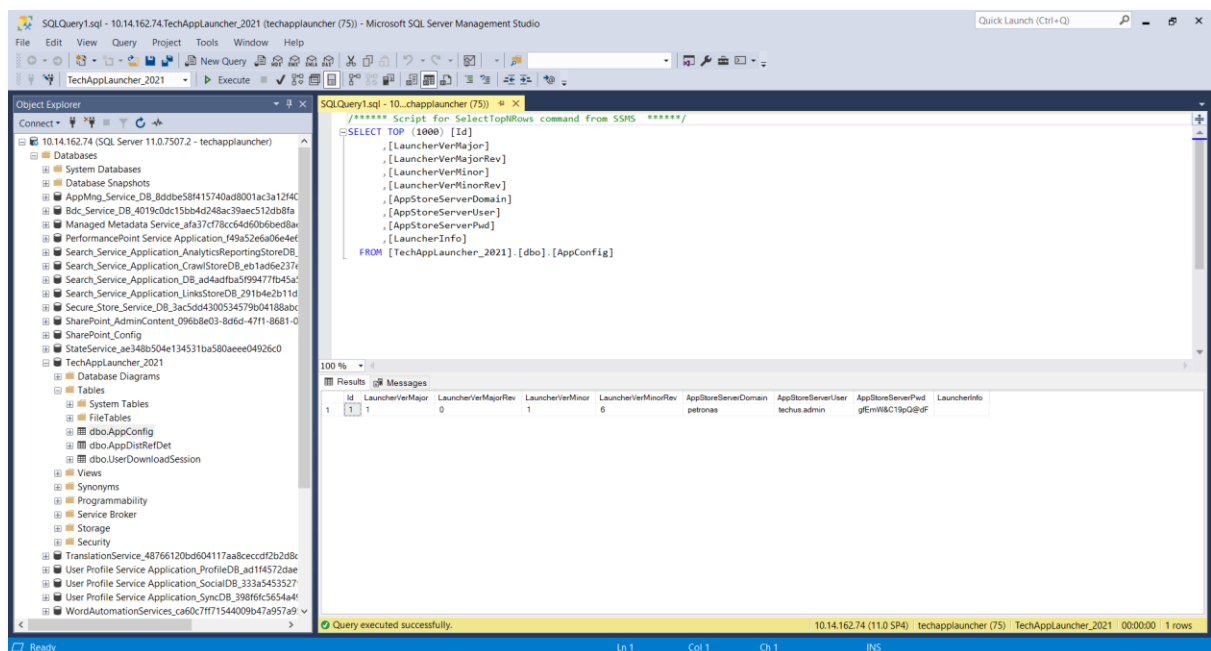 SQLQuery1.sql - 10.14.162.74.TechAppLauncher_2021 (techapplauncher (75)) - Microsoft SQL Server Management Studio
Quick Launch (Ctrl+Q)
File Edit View Query Project Tools Window Help
New Query
TechAppLauncher_2021 Execute
Object Explorer
Connect
10.14.162.74 (SQL Server 11.0.7507.2 - techapplauncher)
Databases
System Databases
Database Snapshots
AppMng_Service_DB_8ddbe58f415740ad8001ac3a12f4C
Bdc_Service_DB_4019c0dc15bb4d248ac39aec512db8fa
Managed Metadata Service_afa37cf78cc64d60b6bed8a
PerformancePoint Service Application_f49a52e6a06e4e6
Search_Service_Application_AnalyticsReportingStoreDB_
Search_Service_Application_CrawlStoreDB_eb1ad6e237
Search_Service_Application_DB_ad4adfba5f99477fb45a
Search_Service_Application_LinksStoreDB_291b4e2b11d
Secure_Store_Service_DB_3ac5dd4300534579b04188abc
SharePoint_AdminContent_096b8e03-8d6d-47f1-8681-0
SharePoint_Config
StateService_ae348b504e134531ba580aeee04926c0
TechAppLauncher_2021
Database Diagrams
Tables
System Tables
FileTables
dbo.AppConfig
dbo.AppDistRefDet
dbo.UserDownloadSession
Views
Synonyms
Programmability
Service Broker
Storage
Security
TranslationService_48766120bd604117aa8ceccdf2b2d8c
User Profile Service Application_ProfileDB_ad1f4572dae
User Profile Service Application_SocialDB_333a5453527
User Profile Service Application_SyncDB_398f6fc5654a4
WordAutomationServices_ca60c7ff71544009b47a957a9
SQLQuery1.sql - 10...chapplauncher (75))
/****** Script for SelectTopNRows command from SSMS ******/
SELECT TOP (1000) [Id]
,[LauncherVerMajor]
,[LauncherVerMajorRev]
,[LauncherVerMinor]
,[LauncherVerMinorRev]
,[AppStoreServerDomain]
,[AppStoreServerUser]
,[AppStoreServerPwd]
,[LauncherInfo]
FROM [TechAppLauncher_2021].[dbo].[AppConfig]
100 %
Results Messages
Id LauncherVerMajor LauncherVerMajorRev LauncherVerMinor LauncherVerMinorRev AppStoreServerDomain AppStoreServerUser AppStoreServerPwd LauncherInfo
1 1 1 0 1 6 petronas techus.admin gfEmW&C19pQ@dF
Query executed successfully. 10.14.162.74 (11.0 SP4) techapplauncher (75) TechAppLauncher_2021 00:00:00 1 rows
Ready Ln 1 Col 1 Ch 1 INS